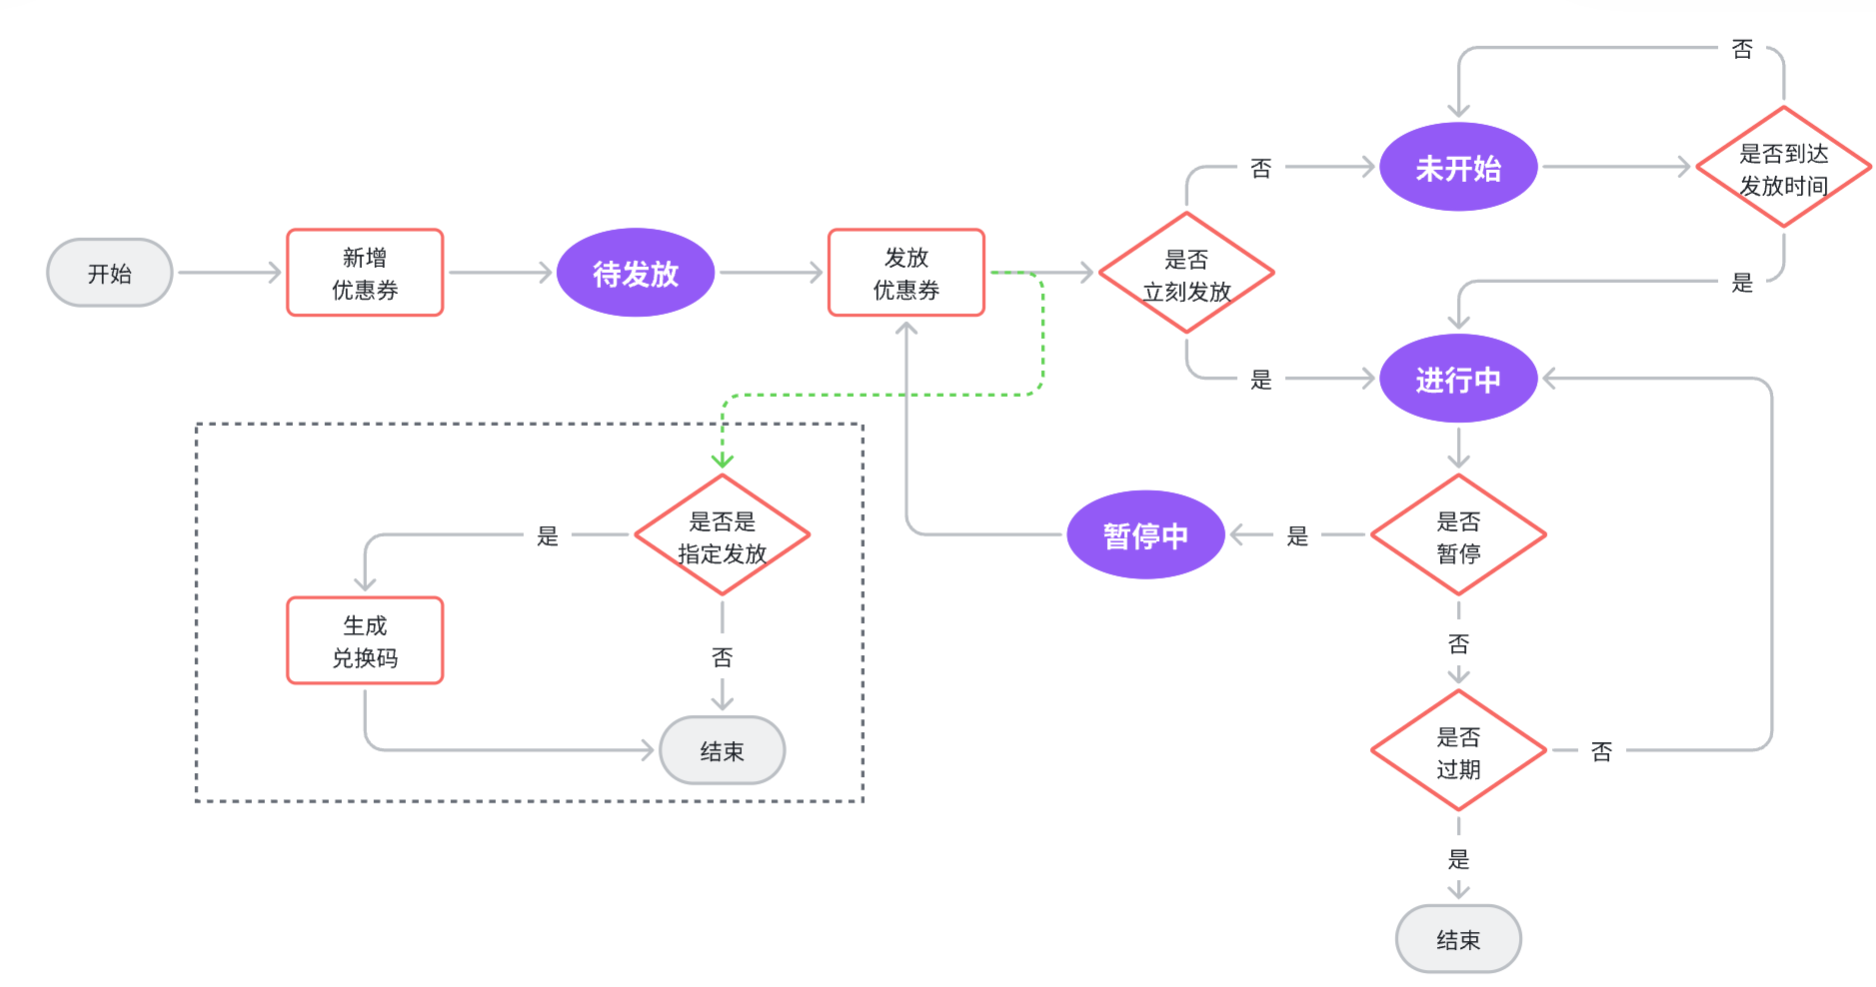 否
是否到达
发放时间
未开始
否
开始
新增
优惠券
待发放
发放
优惠券
是否
立刻发放
是
是
进行中
是否是
指定发放
是
暂停中
是
是否
暂停
生成
兑换码
否
否
结束
是否
过期
否
是
结束